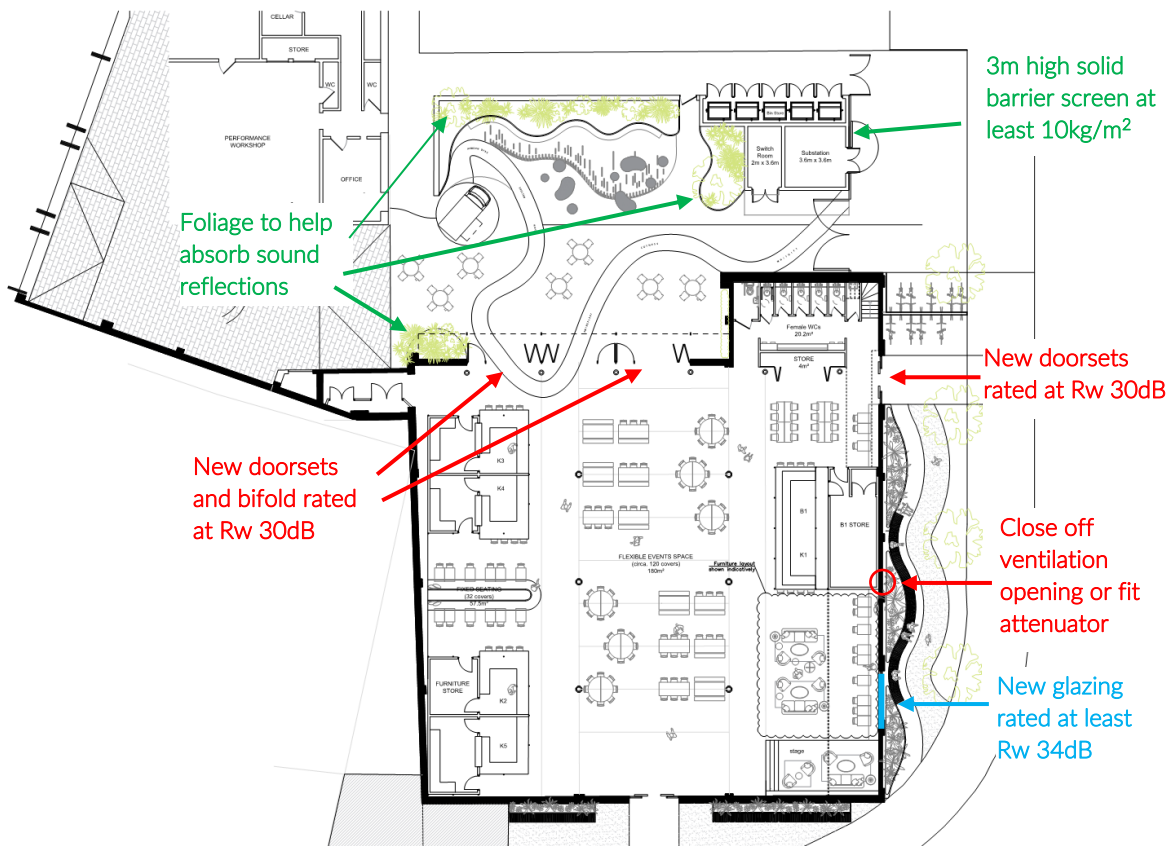 CELLAR
STORE
WC
WC
PERFORMANCE
WORKSHOP
OFFICE
Bin Store
Switch
Room
2m x 3.6m
Substation
3.6m x 3.6m
3m high solid
barrier screen at
least 10kg/m²
Foliage to help
absorb sound
reflections
Female WCs
20.2m²
STORE
4m²
New doorsets
rated at Rw 30dB
New doorsets
and bifold rated
at Rw 30dB
K3
K4
B1
K1
B1 STORE
FLEXIBLE EVENTS SPACE
(circa. 120 covers)
180m²
Furniture layout
shown indicatively
FIXED SEATING
(32 covers)
57.5m²
Close off
ventilation
opening or fit
attenuator
FURNITURE
STORE
K2
K5
New glazing
rated at least
Rw 34dB
stage